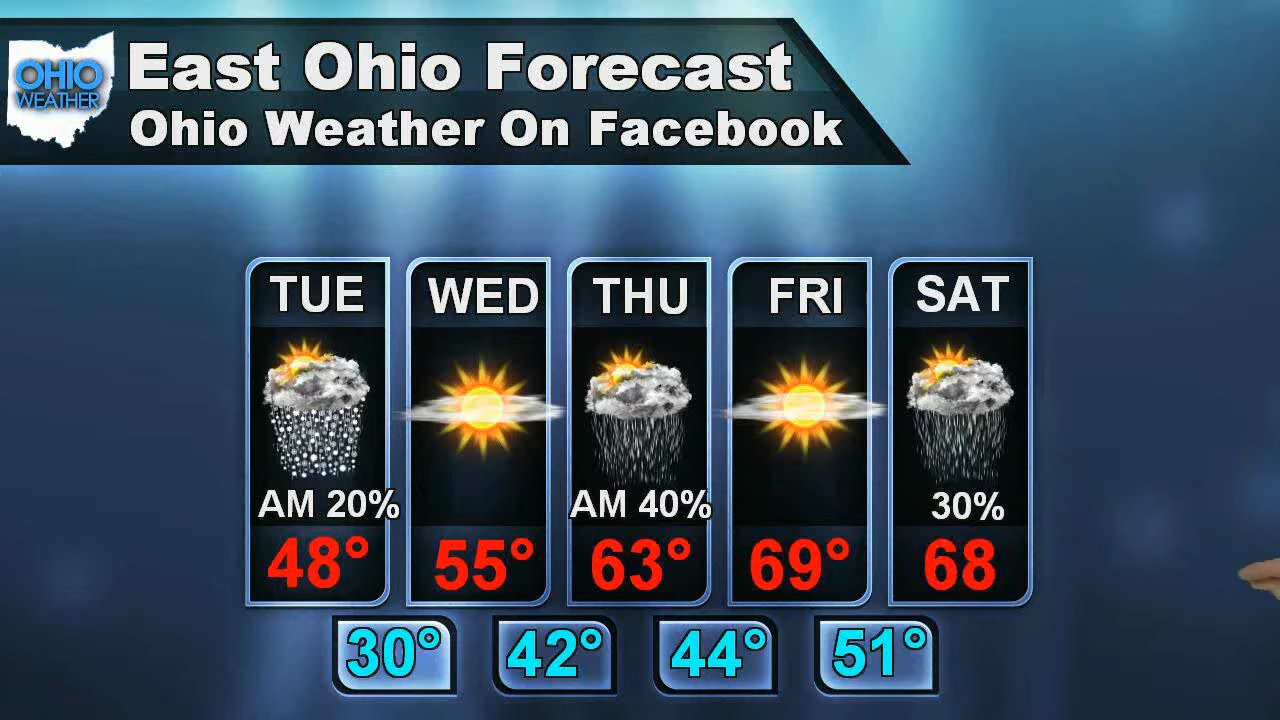 OHIO
WEATHER
East Ohio Forecast
Ohio Weather On Facebook
TUE WED THU FRI SAT
AM 20% AM 40% 30%
48° 55° 63° 69° 68
30° 42° 44° 51°